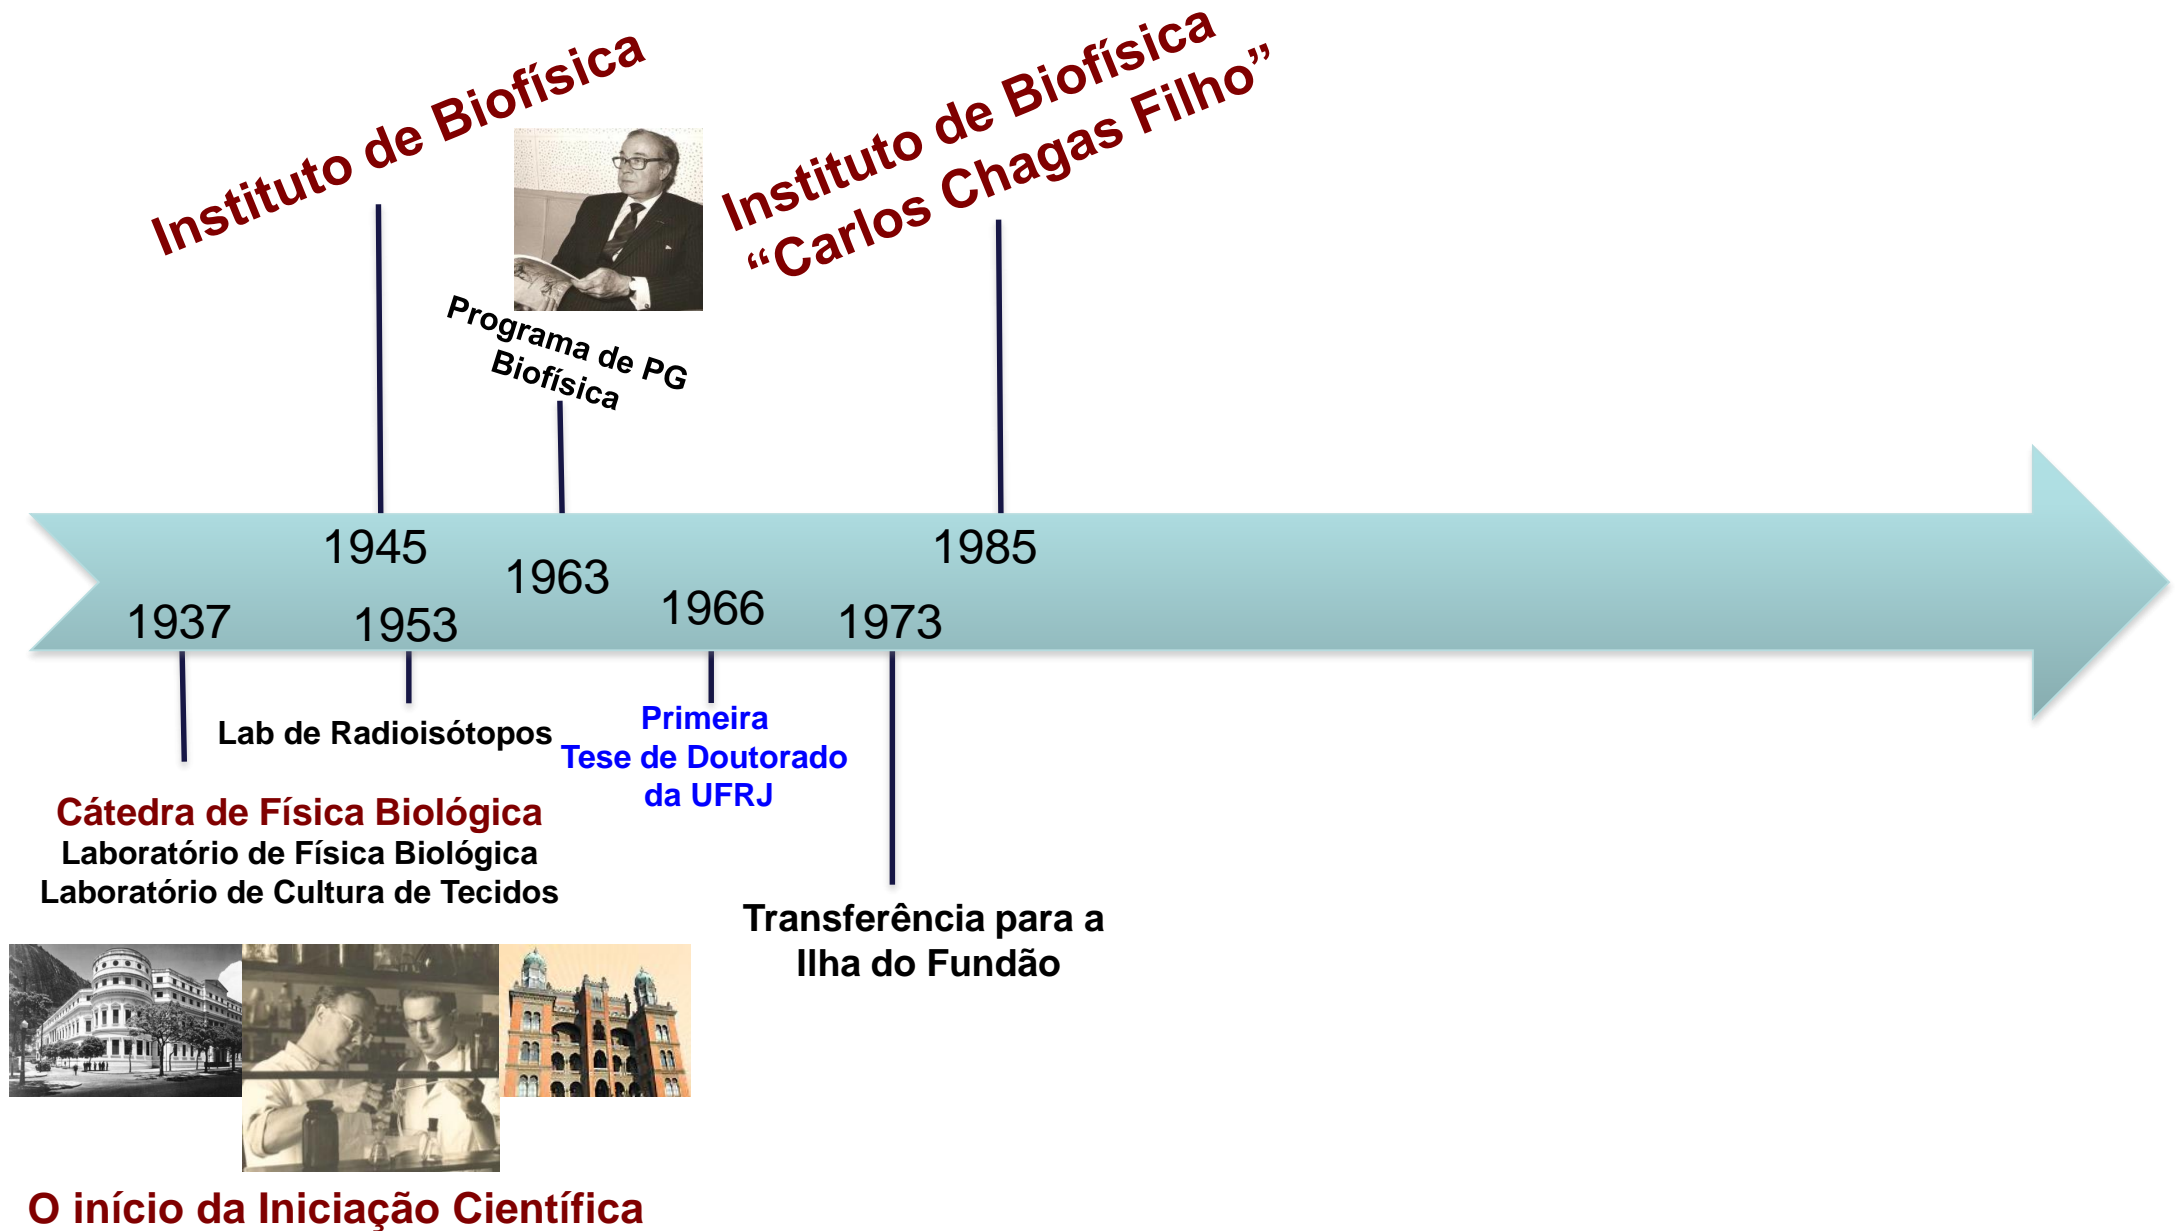 Instituto de Biofísica
Instituto de Biofísica
“Carlos Chagas Filho”
Programa de PG
Biofísica
1945
1985
1963
1937
1953
1966
1973
Lab de Radioisótopos
Primeira
Tese de Doutorado
da UFRJ
Cátedra de Física Biológica
Laboratório de Física Biológica
Laboratório de Cultura de Tecidos
Transferência para a
Ilha do Fundão
O início da Iniciação Científica